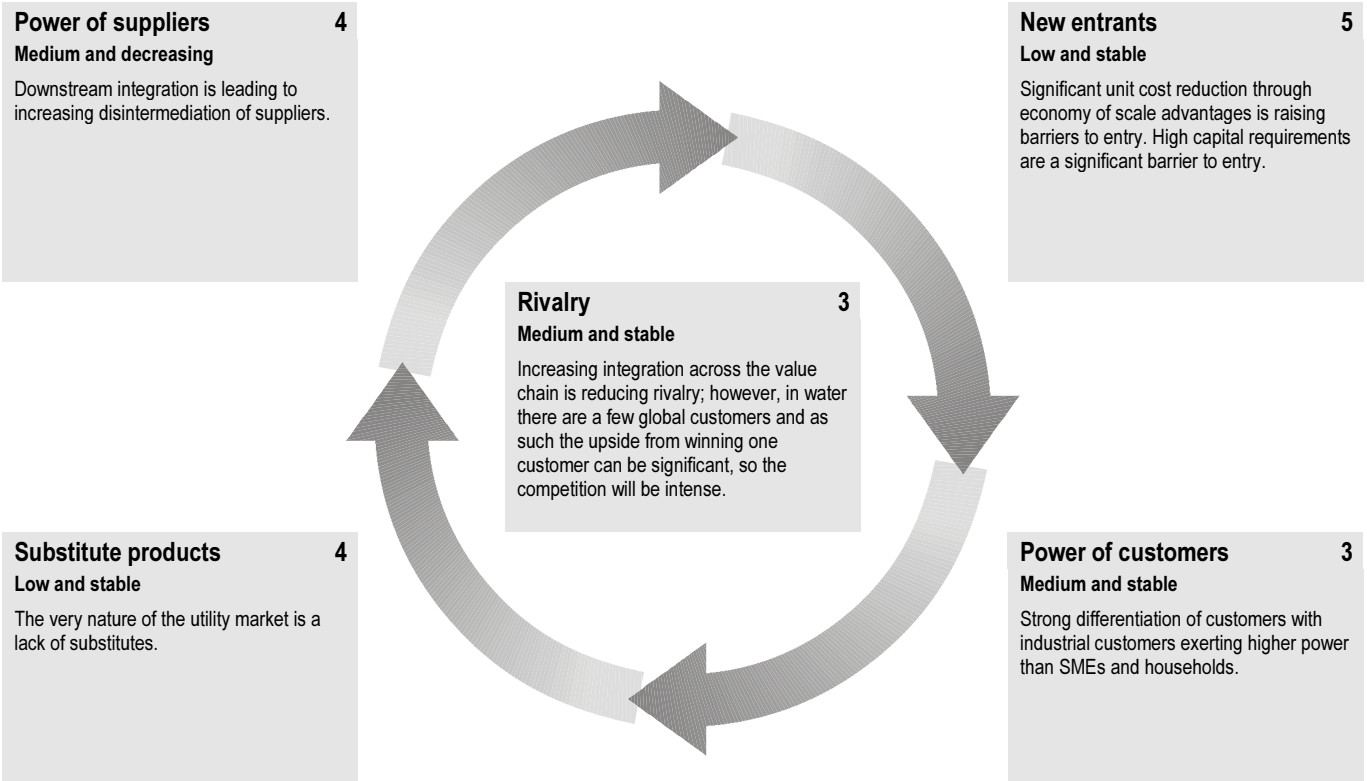 Power of suppliers 4
Medium and decreasing
Downstream integration is leading to
increasing disintermediation of suppliers.
New entrants 5
Low and stable
Significant unit cost reduction through
economy of scale advantages is raising
barriers to entry. High capital requirements
are a significant barrier to entry.
Rivalry 3
Medium and stable
Increasing integration across the value
chain is reducing rivalry; however, in water
there are a few global customers and as
such the upside from winning one
customer can be significant, so the
competition will be intense.
Substitute products 4
Low and stable
The very nature of the utility market is a
lack of substitutes.
Power of customers 3
Medium and stable
Strong differentiation of customers with
industrial customers exerting higher power
than SMEs and households.